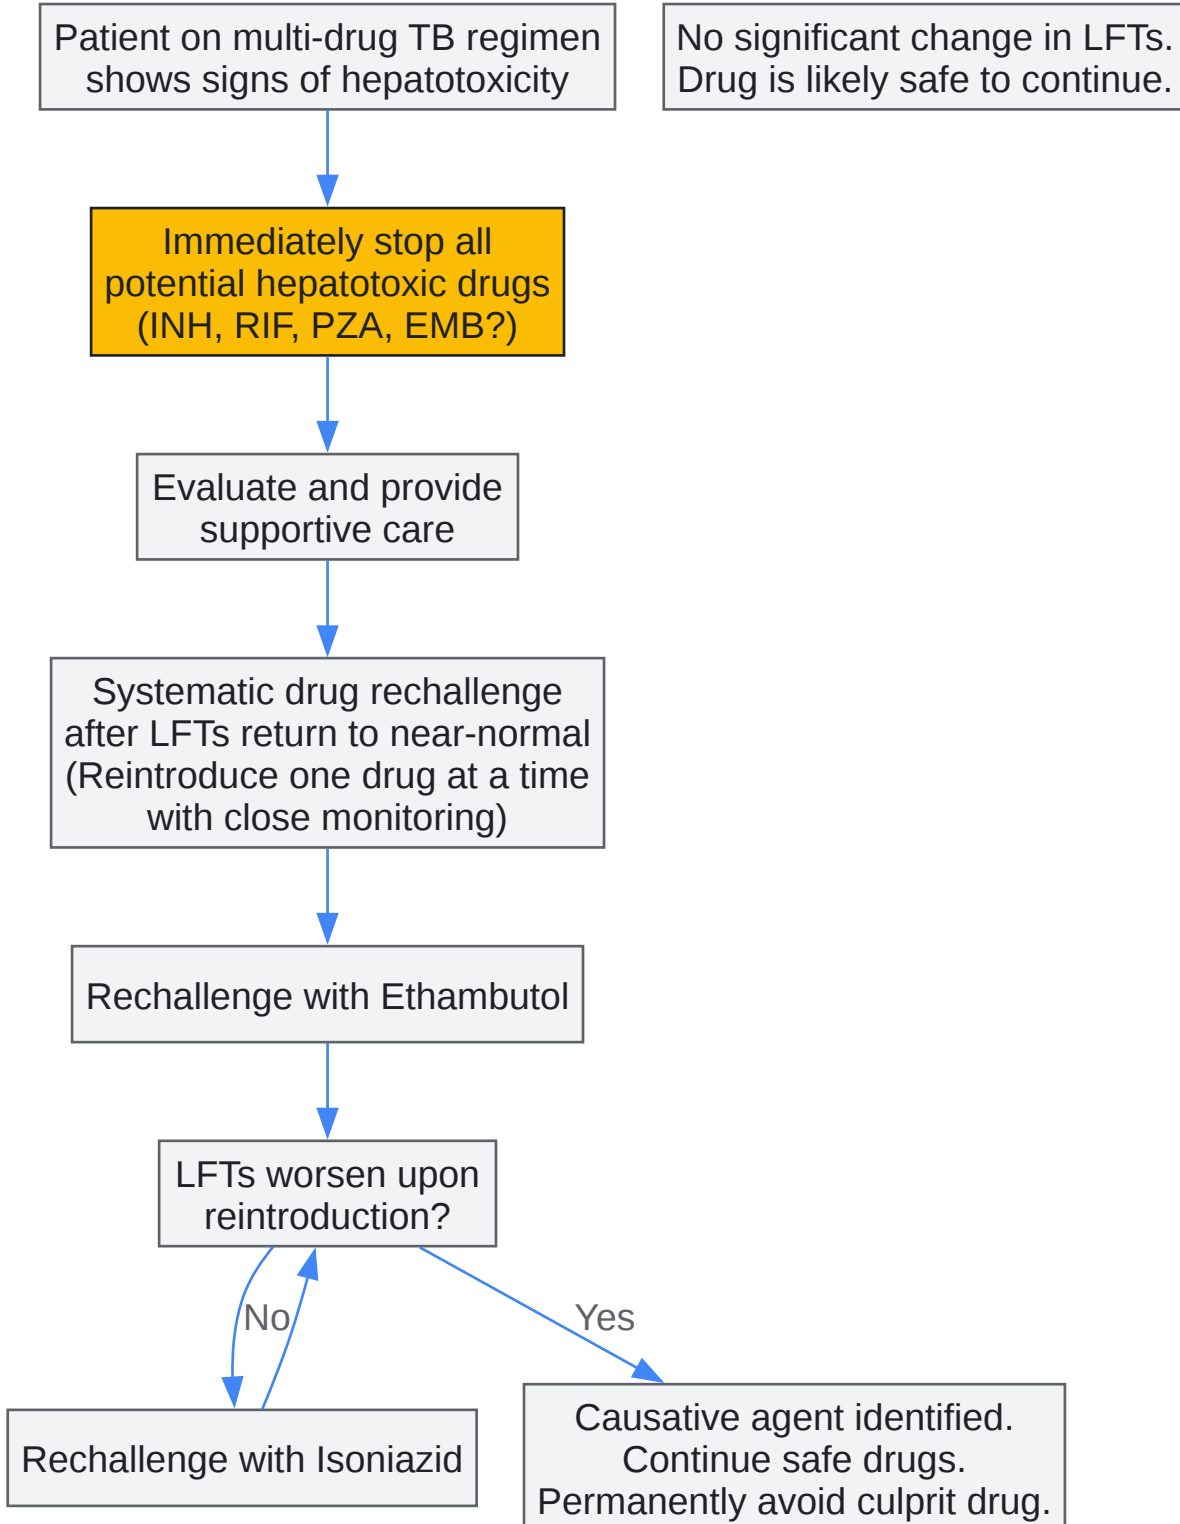 Patient on multi-drug TB regimen
shows signs of hepatotoxicity
No significant change in LFTs.
Drug is likely safe to continue.
Immediately stop all
potential hepatotoxic drugs
(INH, RIF, PZA, EMB?)
Evaluate and provide
supportive care
Systematic drug rechallenge
after LFTs return to near-normal
(Reintroduce one drug at a time
with close monitoring)
Rechallenge with Ethambutol
LFTs worsen upon
reintroduction?
No
Yes
Rechallenge with Isoniazid
Causative agent identified.
Continue safe drugs.
Permanently avoid culprit drug.